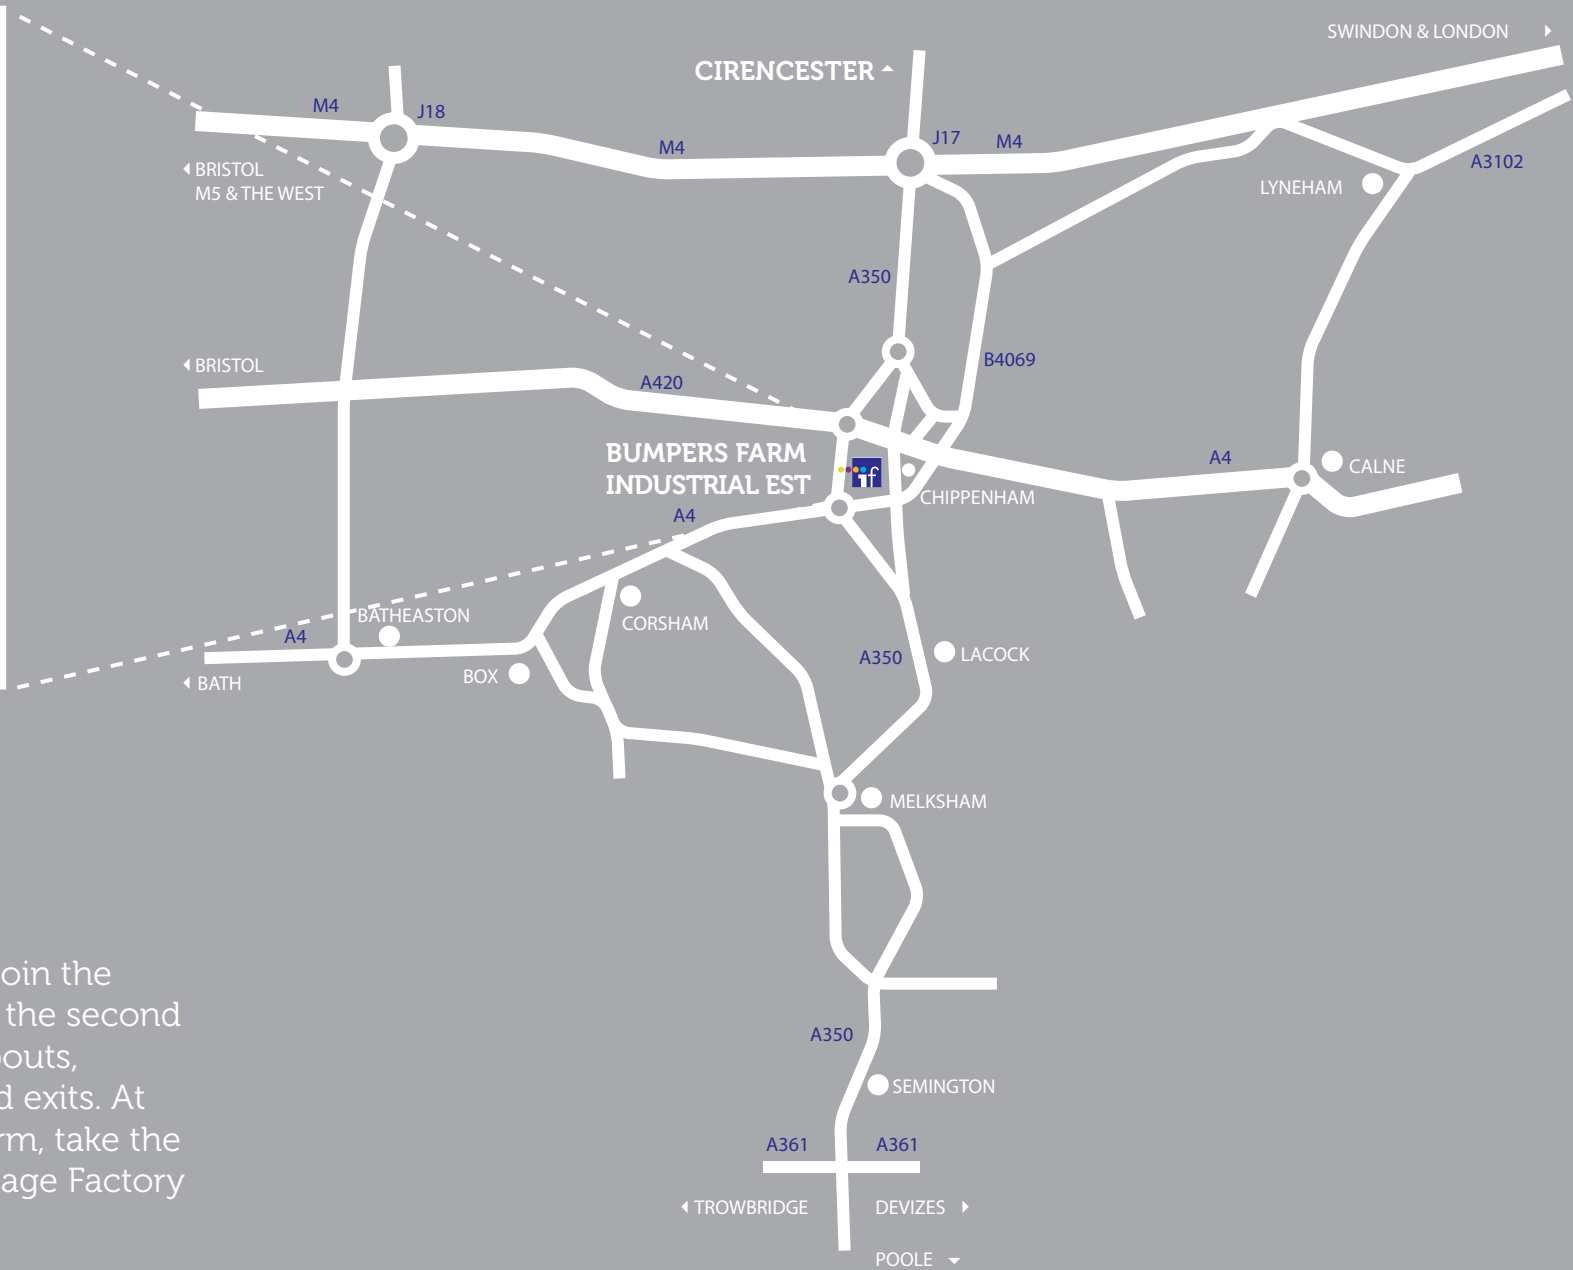 SWINDON & LONDON
CIRENCESTER
M4
J18
M4
J17
M4
A3102
BRISTOL
M5 & THE WEST
LYNEHAM
A350
B4069
BRISTOL
A420
BUMPERS FARM
INDUSTRIAL EST
if
CHIPPENHAM
A4
CALNE
A4
CORSHAM
BATHEASTON
A4
BATH
BOX
A350
LACOCK
MELKSHAM
oin the
the second
outs,
exits. At
rm, take the
age Factory
A350
SEMINGTON
A361
A361
TROWBRIDGE
DEVIZES
POOLE